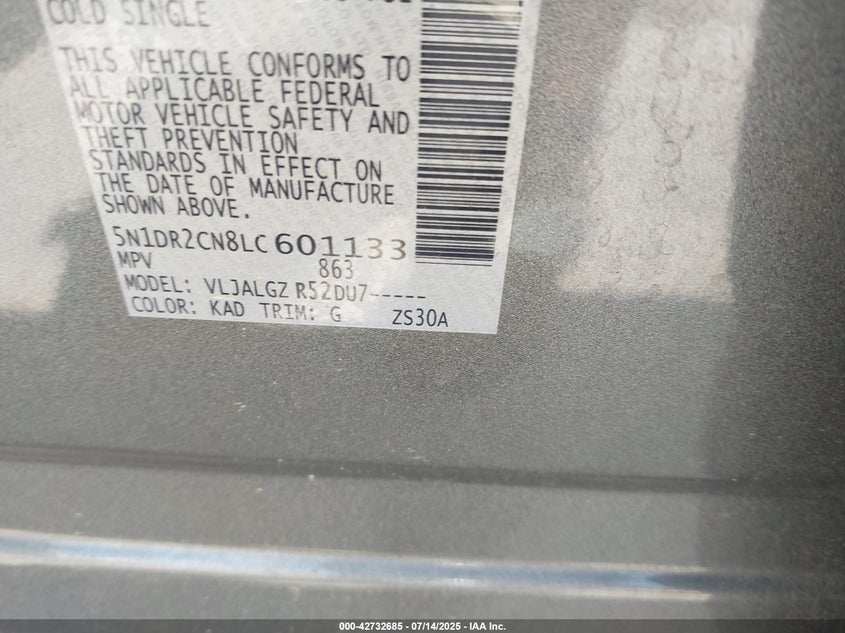 COLD SINGLE
THIS VEHICLE CONFORMS TO
ALL APPLICABLE FEDERAL
MOTOR VEHICLE SAFETY AND
THEFT PREVENTION
STANDARDS IN EFFECT ON
THE DATE OF MANUFACTURE
SHOWN ABOVE.
5N1DR2CN8LC601133
MPV 863
MODEL: VLJALGZ R52DU7-----
COLOR: KAD TRIM: G ZS30A
000-42732685 - 07/14/2025 - IAA Inc.